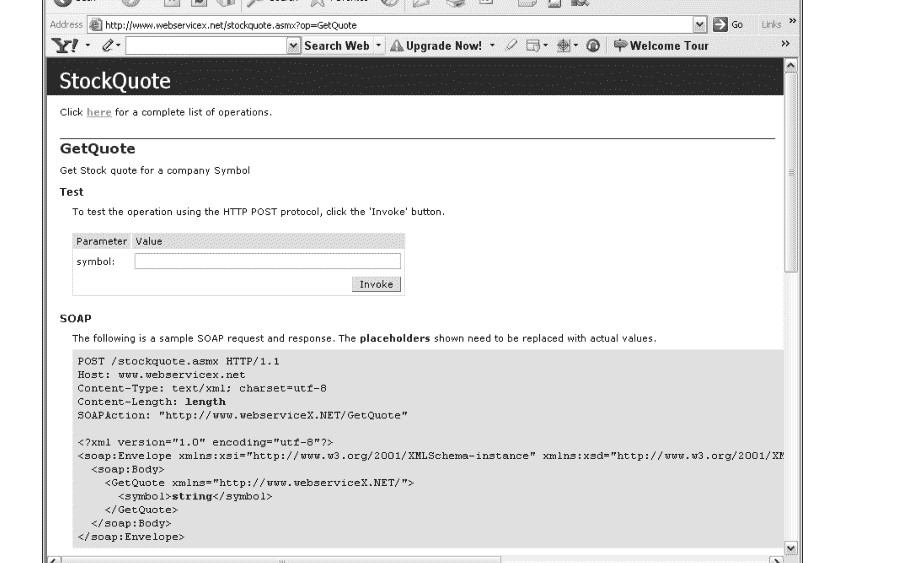 Address http://www.webservicex.net/stockquote.asmx?op=GetQuote Go Links »
Y! Search Web Upgrade Now! Welcome Tour »
StockQuote
Click here for a complete list of operations.
GetQuote
Get Stock quote for a company Symbol
Test
To test the operation using the HTTP POST protocol, click the 'Invoke' button.
Parameter Value
symbol:
Invoke
SOAP
The following is a sample SOAP request and response. The placeholders shown need to be replaced with actual values.
POST /stockquote.asmx HTTP/1.1
Host: www.webservicex.net
Content-Type: text/xml; charset=utf-8
Content-Length: length
SOAPAction: "http://www.webserviceX.NET/GetQuote"
<?xml version="1.0" encoding="utf-8"?>
<soap:Envelope xmlns:xsi="http://www.w3.org/2001/XMLSchema-instance" xmlns:xsd="http://www.w3.org/2001/XM
<soap:Body>
<GetQuote xmlns="http://www.webserviceX.NET/">
<symbol>string</symbol>
</GetQuote>
</soap:Body>
</soap:Envelope>